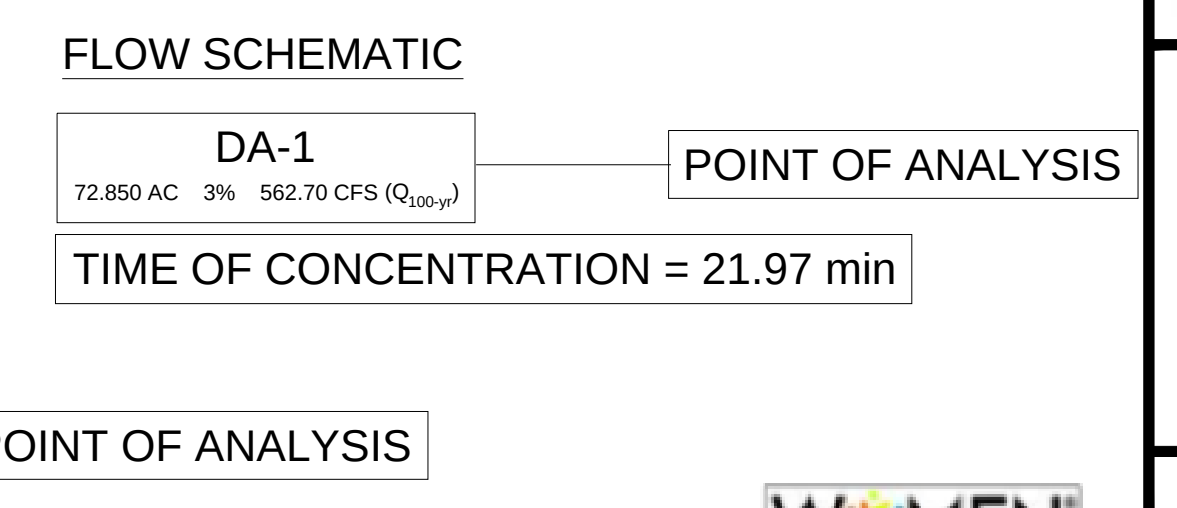 FLOW SCHEMATIC
DA-1
72.850 AC 3% 562.70 CFS (Q100-yr)
POINT OF ANALYSIS
TIME OF CONCENTRATION = 21.97 min
OINT OF ANALYSIS